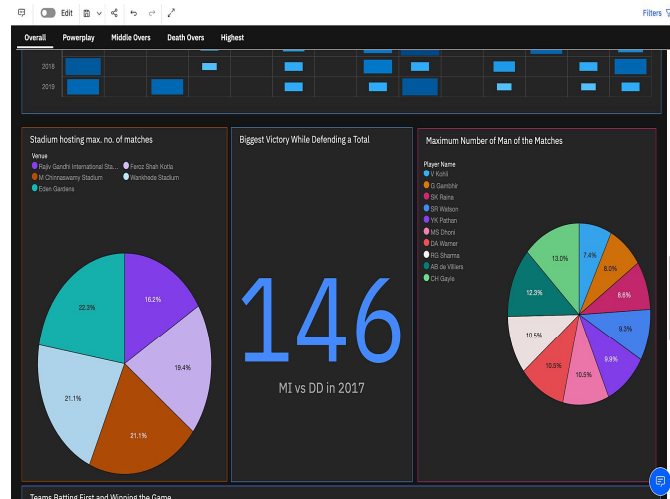 Edit
Filters
Overall Powerplay Middle Overs Death Overs Highest
2018
2019
Stadium hosting max. no. of matches
Venue
Rajiv Gandhi International Sta... Feroz Shah Kotla
M Chinnaswamy Stadium Wankhede Stadium
Eden Gardens
22.3% 16.2%
19.4%
21.1%
21.1%
Biggest Victory While Defending a Total
146
MI vs DD in 2017
Maximum Number of Man of the Matches
Player Name
V Kohli
G Gambhir
SK Raina
SR Watson
YK Pathan
MS Dhoni
DA Warner
RG Sharma
AB de Villiers
CH Gayle
13.0% 7.4%
8.0%
12.3% 8.6%
10.5% 9.3%
9.9%
10.5% 10.5%
Teams Batting First and Winning the Game